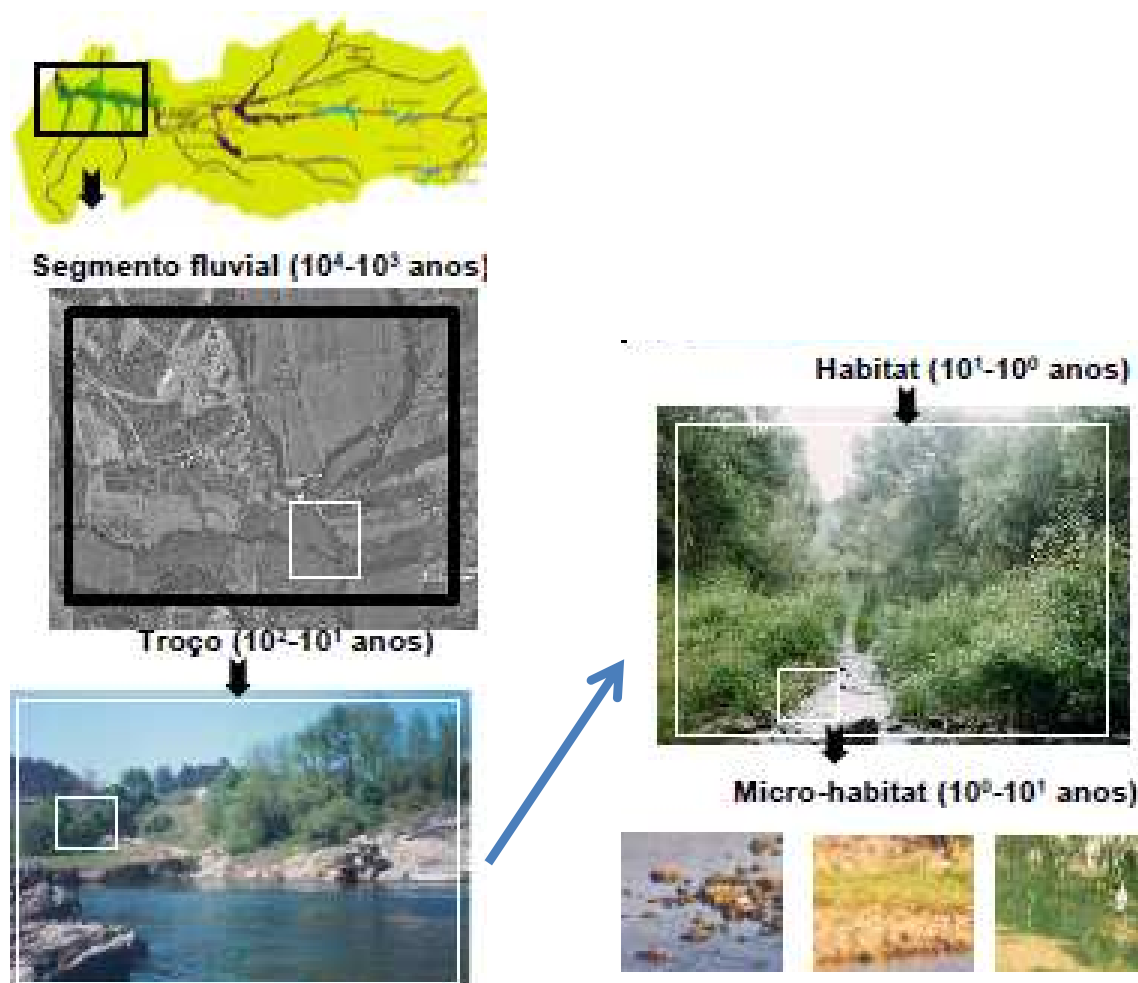 Segmento fluvial (10⁴-10³ anos)
Troço (10²-10¹ anos)
Habitat (10¹-10⁰ anos)
Micro-habitat (10⁰-10¹ anos)